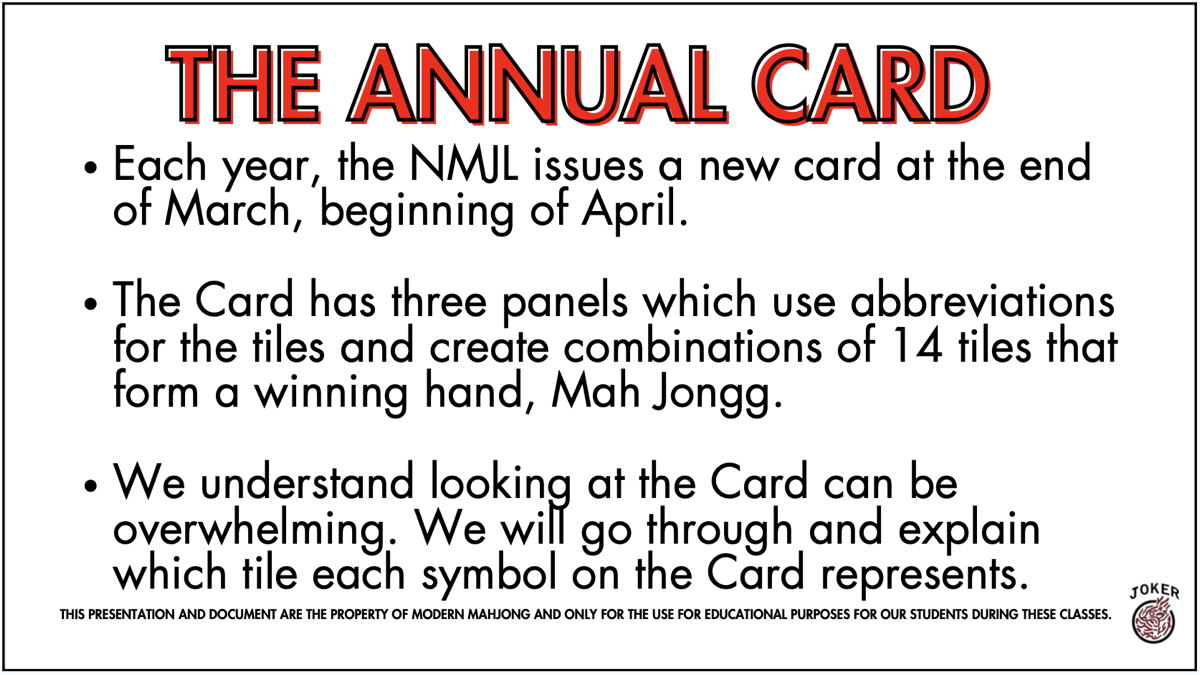 THE ANNUAL CARD
• Each year, the NMJL issues a new card at the end
of March, beginning of April.
• The Card has three panels which use abbreviations
for the tiles and create combinations of 14 tiles that
form a winning hand, Mah Jongg.
• We understand looking at the Card can be
overwhelming. We will go through and explain
which tile each symbol on the Card represents.
THIS PRESENTATION AND DOCUMENT ARE THE PROPERTY OF MODERN MAHJONG AND ONLY FOR THE USE FOR EDUCATIONAL PURPOSES FOR OUR STUDENTS DURING THESE CLASSES.
JOKER